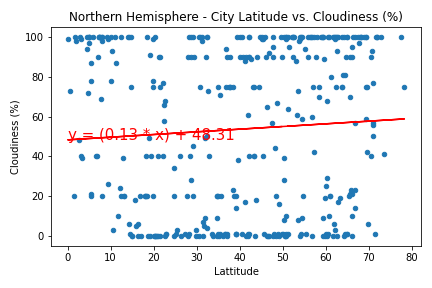 Northern Hemisphere - City Latitude vs. Cloudiness (%)
100
80
60
40
20
0
Cloudiness (%)
y = (0.13 * x) + 48.31
0 10 20 30 40 50 60 70 80
Lattitude